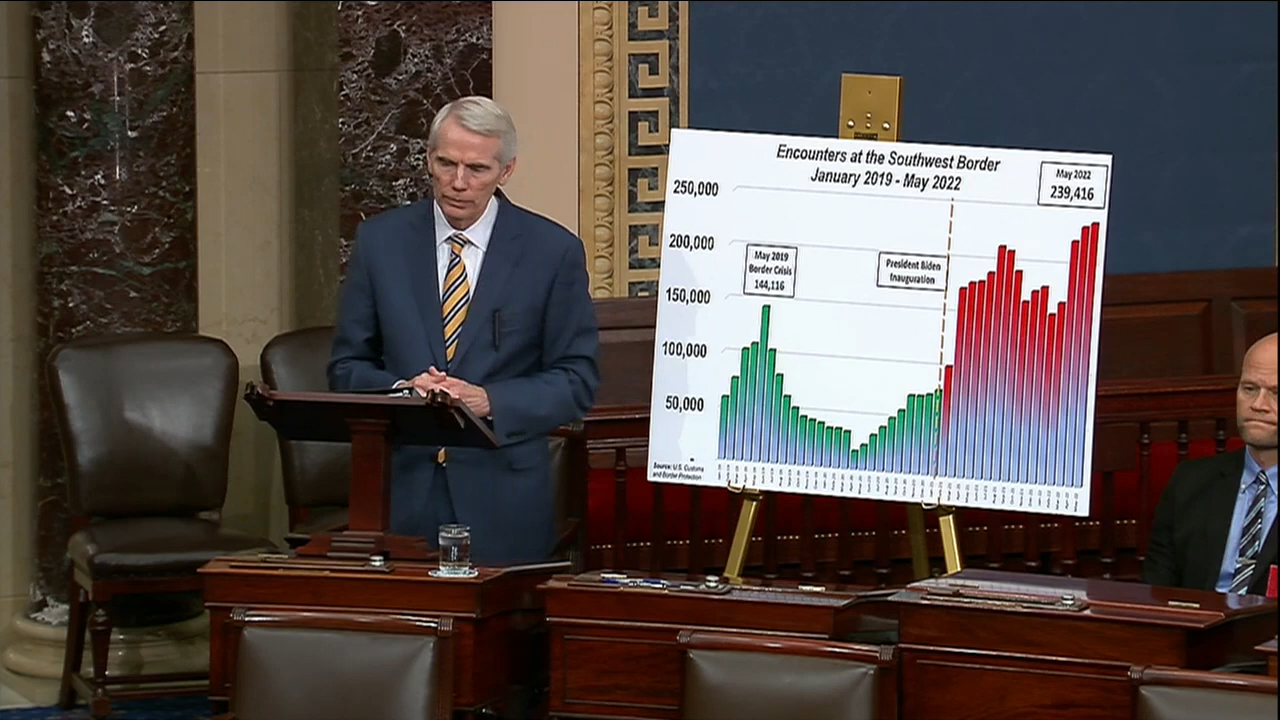 Encounters at the Southwest Border
January 2019 - May 2022
May 2022
239,416
250,000
200,000
150,000
100,000
50,000
May 2019
Border Crisis
144,116
President Biden
Inauguration
Source: U.S. Customs
and Border Protection